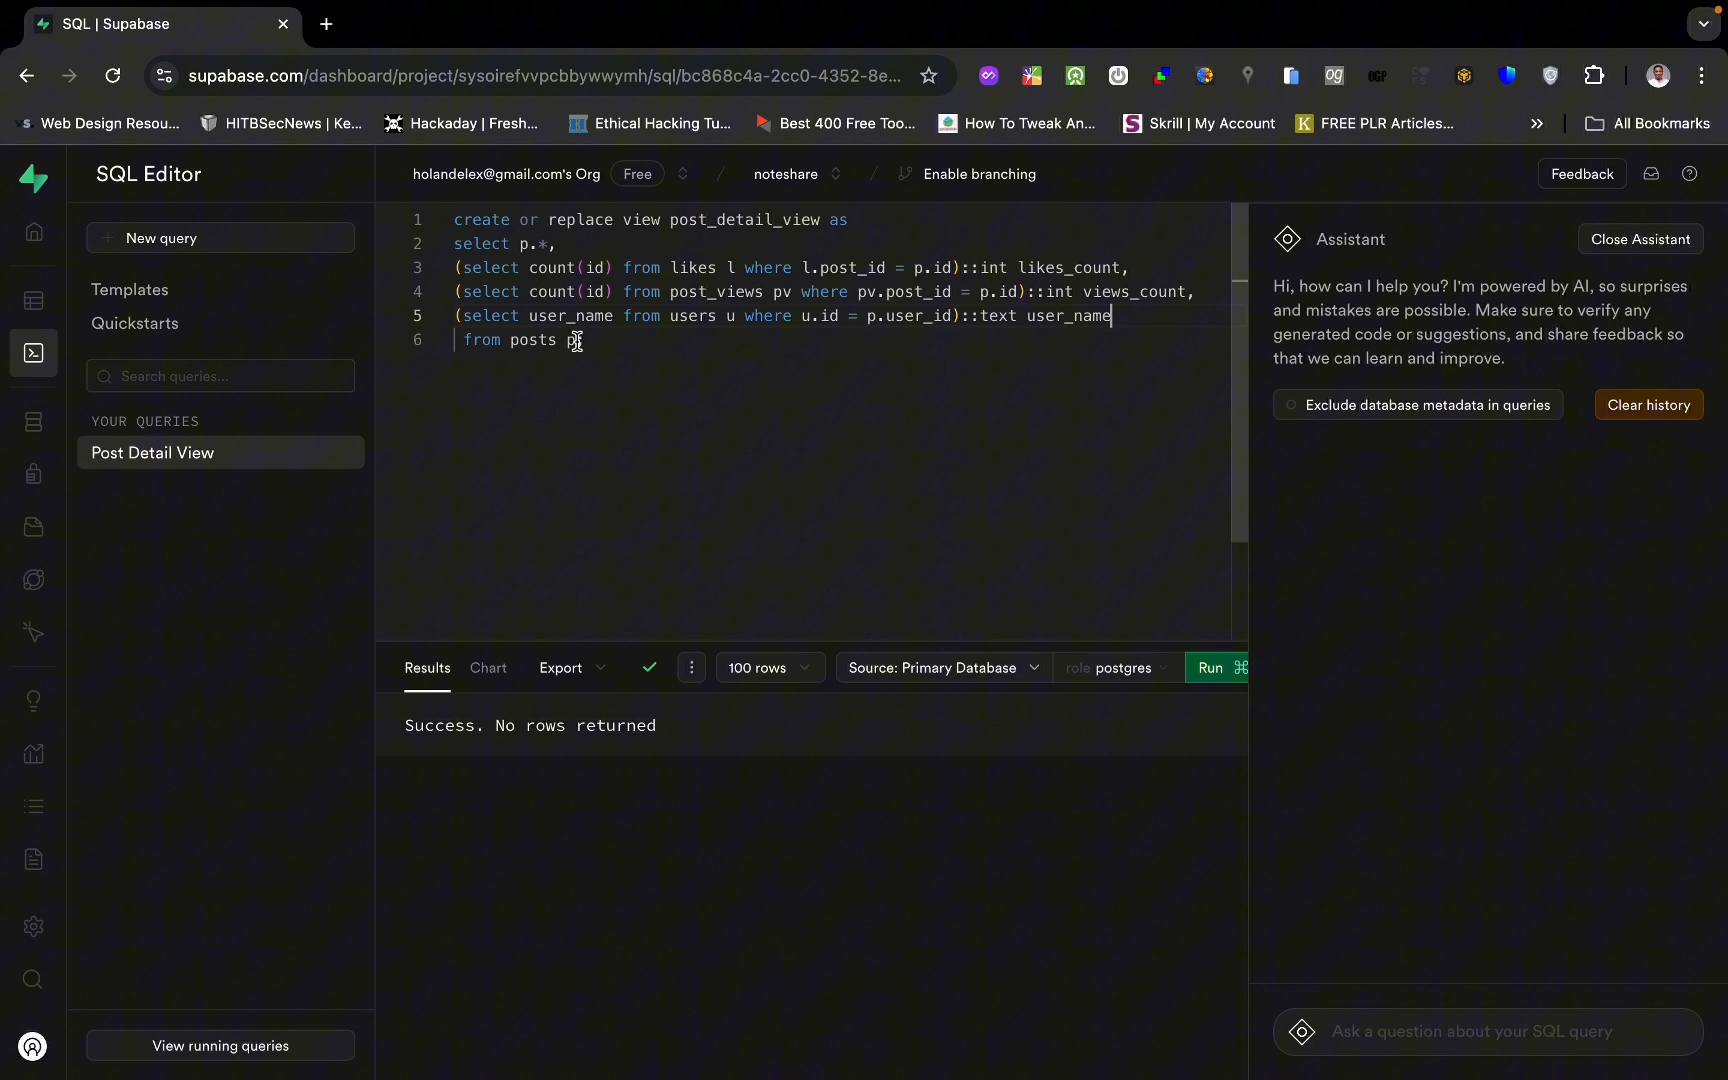 SQL | Supabase
supabase.com/dashboard/project/sysoirefvvpcbbywwymh/sql/bc868c4a-2cc0-4352-8e...
Web Design Resou...
HITBSecNews | Ke...
Hackaday | Fresh...
Ethical Hacking Tu...
Best 400 Free Too...
How To Tweak An...
Skrill | My Account
FREE PLR Articles...
All Bookmarks
SQL Editor
holandelex@gmail.com's Org
Free
/
noteshare
/
Enable branching
Feedback
New query
Templates
Quickstarts
Search queries...
YOUR QUERIES
Post Detail View
1 create or replace view post_detail_view as
2 select p.*,
3 (select count(id) from likes l where l.post_id = p.id)::int likes_count,
4 (select count(id) from post_views pv where pv.post_id = p.id)::int views_count,
5 (select user_name from users u where u.id = p.user_id)::text user_name
6 from posts p
Assistant
Close Assistant
Hi, how can I help you? I'm powered by AI, so surprises
and mistakes are possible. Make sure to verify any
generated code or suggestions, and share feedback so
that we can learn and improve.
Exclude database metadata in queries
Clear history
Results
Chart
Export
100 rows
Source: Primary Database
role postgres
Run ⌘
Success. No rows returned
View running queries
Ask a question about your SQL query